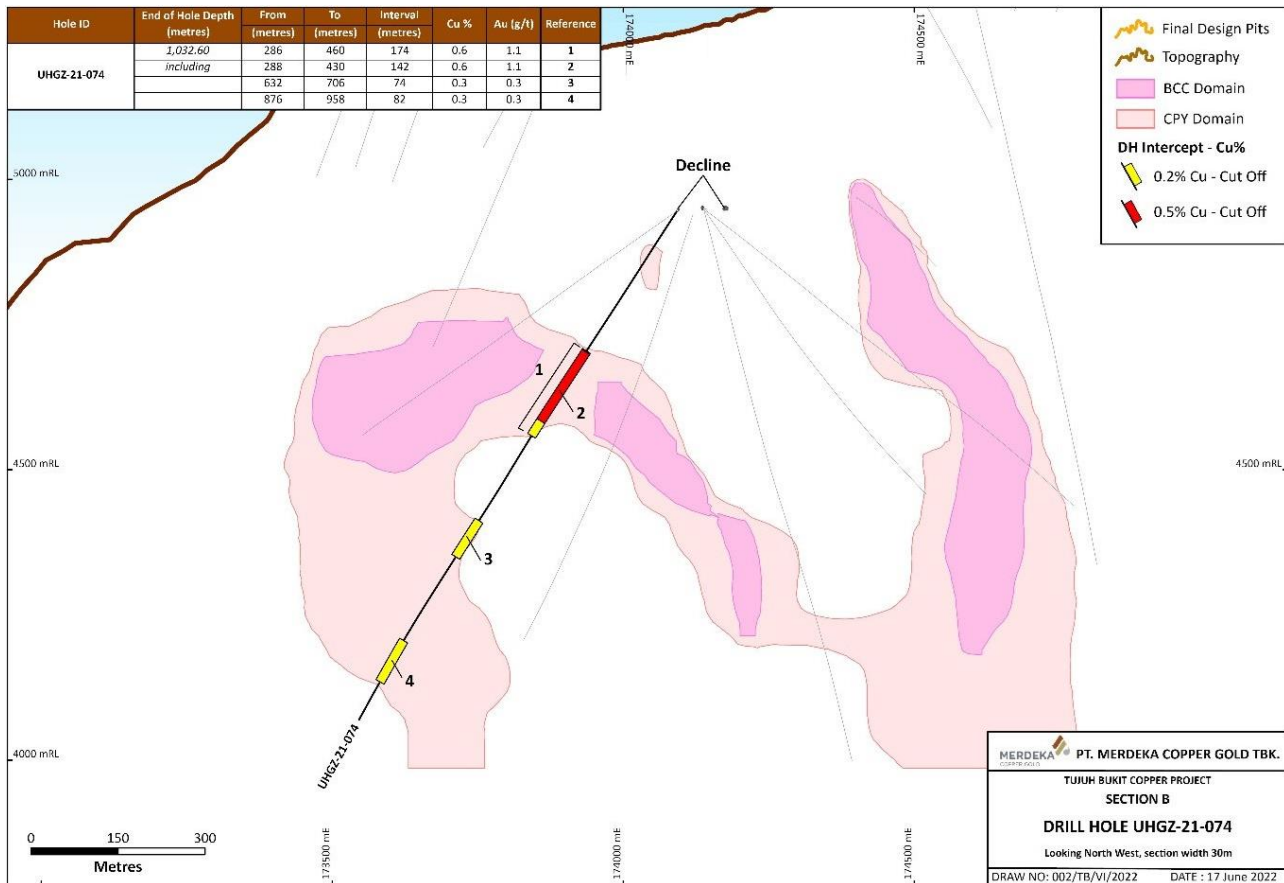 Hole ID End of Hole Depth (metres) From (metres) To (metres) Interval (metres) Cu % Au (g/t) Reference
UHGZ-21-074 1,032.60 286 460 174 0.6 1.1 1
including 288 430 142 0.6 1.1 2
632 706 74 0.3 0.3 3
876 958 82 0.3 0.3 4
174000 mE
174500 mE
Final Design Pits
Topography
BCC Domain
CPY Domain
DH Intercept - Cu%
0.2% Cu - Cut Off
0.5% Cu - Cut Off
5000 mRL
Decline
1
2
4500 mRL
4500 mRL
3
4
UHGZ-21-074
4000 mRL
0 150 300
Metres
173500 mE
174000 mE
174500 mE
MERDEKA
COPPER GOLD
PT. MERDEKA COPPER GOLD TBK.
TUJUH BUKIT COPPER PROJECT
SECTION B
DRILL HOLE UHGZ-21-074
Looking North West, section width 30m
DRAW NO: 002/TB/VI/2022 DATE : 17 June 2022